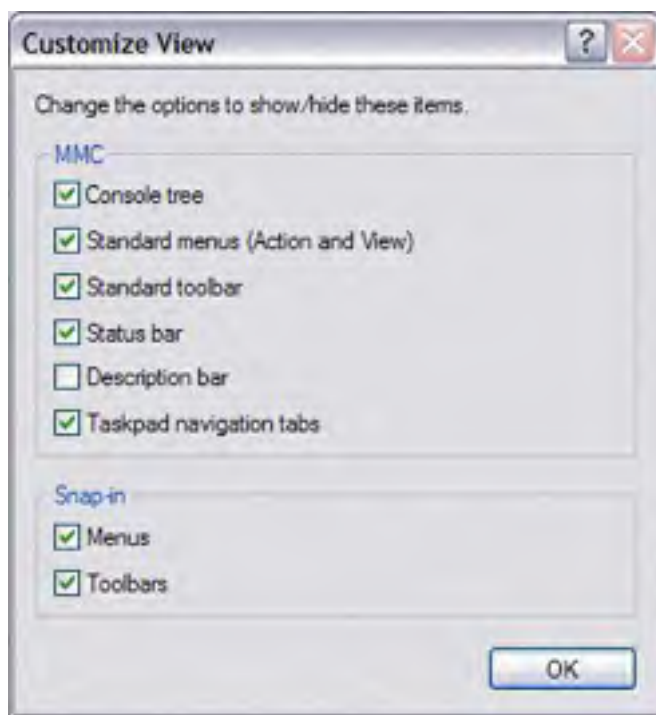 Customize View
Change the options to show/hide these items.
MMC
Console tree
Standard menus (Action and View)
Standard toolbar
Status bar
Description bar
Taskpad navigation tabs
Snap-in
Menus
Toolbars
OK